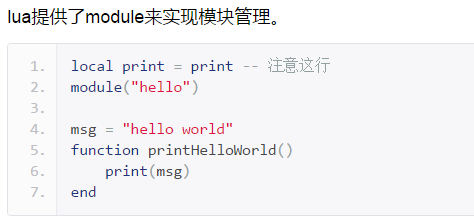 lua提供了module来实现模块管理。
1. local print = print -- 注意这行
2. module("hello")
3.
4. msg = "hello world"
5. function printHelloWorld()
6.     print(msg)
7. end